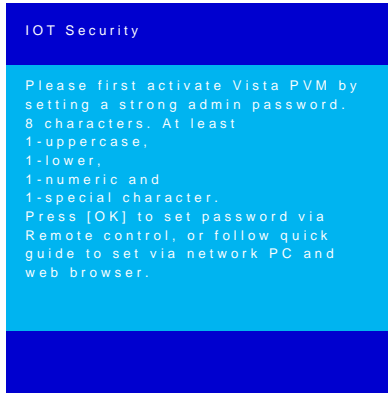 IOT Security
Please first activate Vista PVM by
setting a strong admin password.
8 characters. At least
1-uppercase,
1-lower,
1-numeric and
1-special character.
Press [OK] to set password via
Remote control, or follow quick
guide to set via network PC and
web browser.